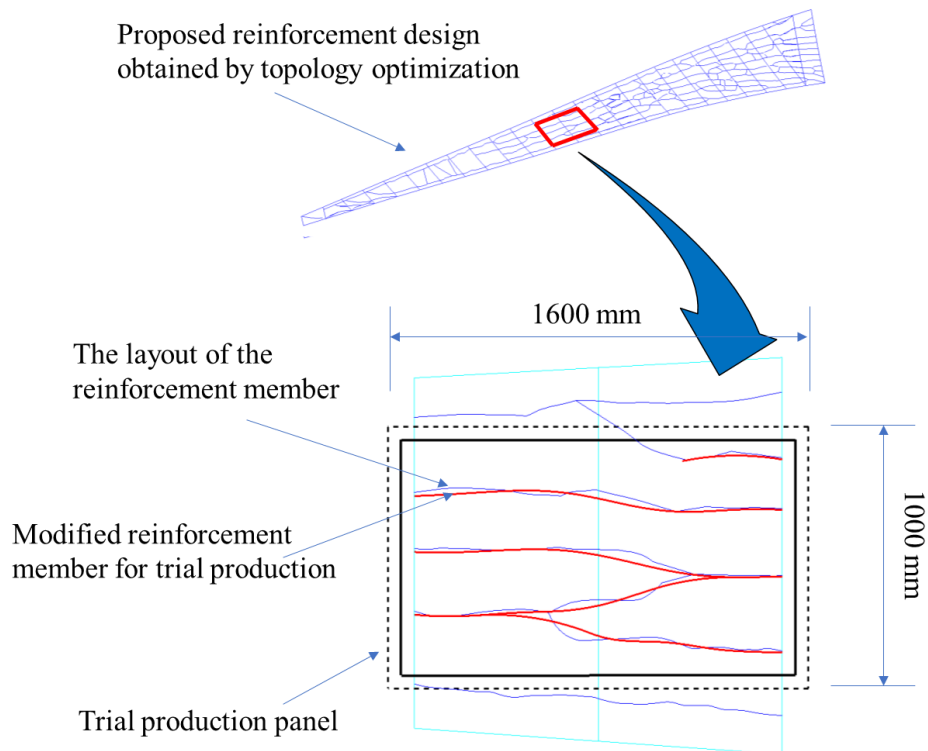 Proposed reinforcement design
obtained by topology optimization
1600 mm
The layout of the
reinforcement member
Modified reinforcement
member for trial production
1000 mm
Trial production panel